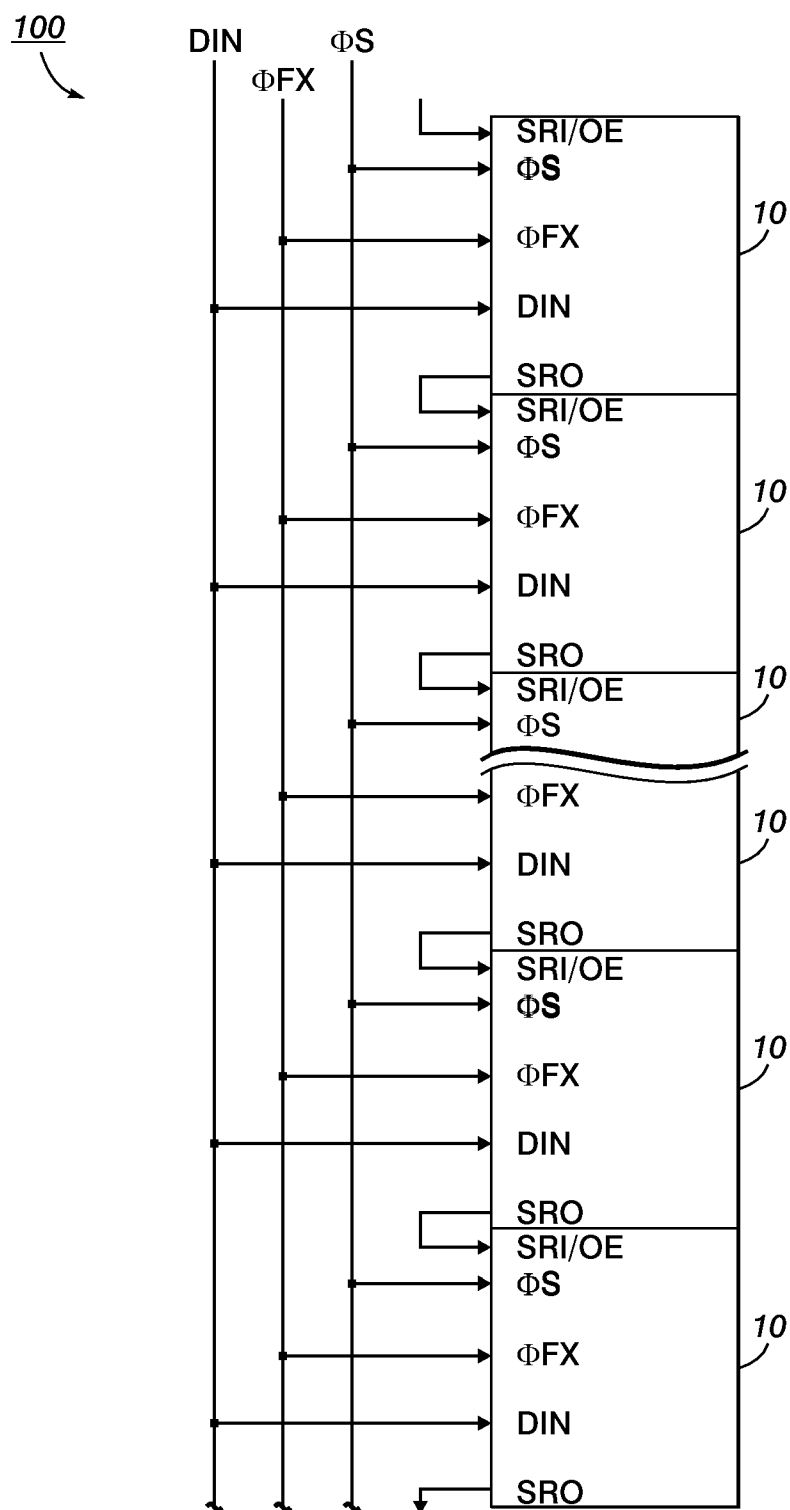 100
DIN
ΦS
ΦFX
SRI/OE
ΦS
10
ΦFX
DIN
SRO
SRI/OE
ΦS
10
ΦFX
DIN
SRO
SRI/OE
10
ΦS
ΦFX
10
DIN
SRO
SRI/OE
ΦS
10
ΦFX
DIN
SRO
SRI/OE
ΦS
10
ΦFX
DIN
SRO